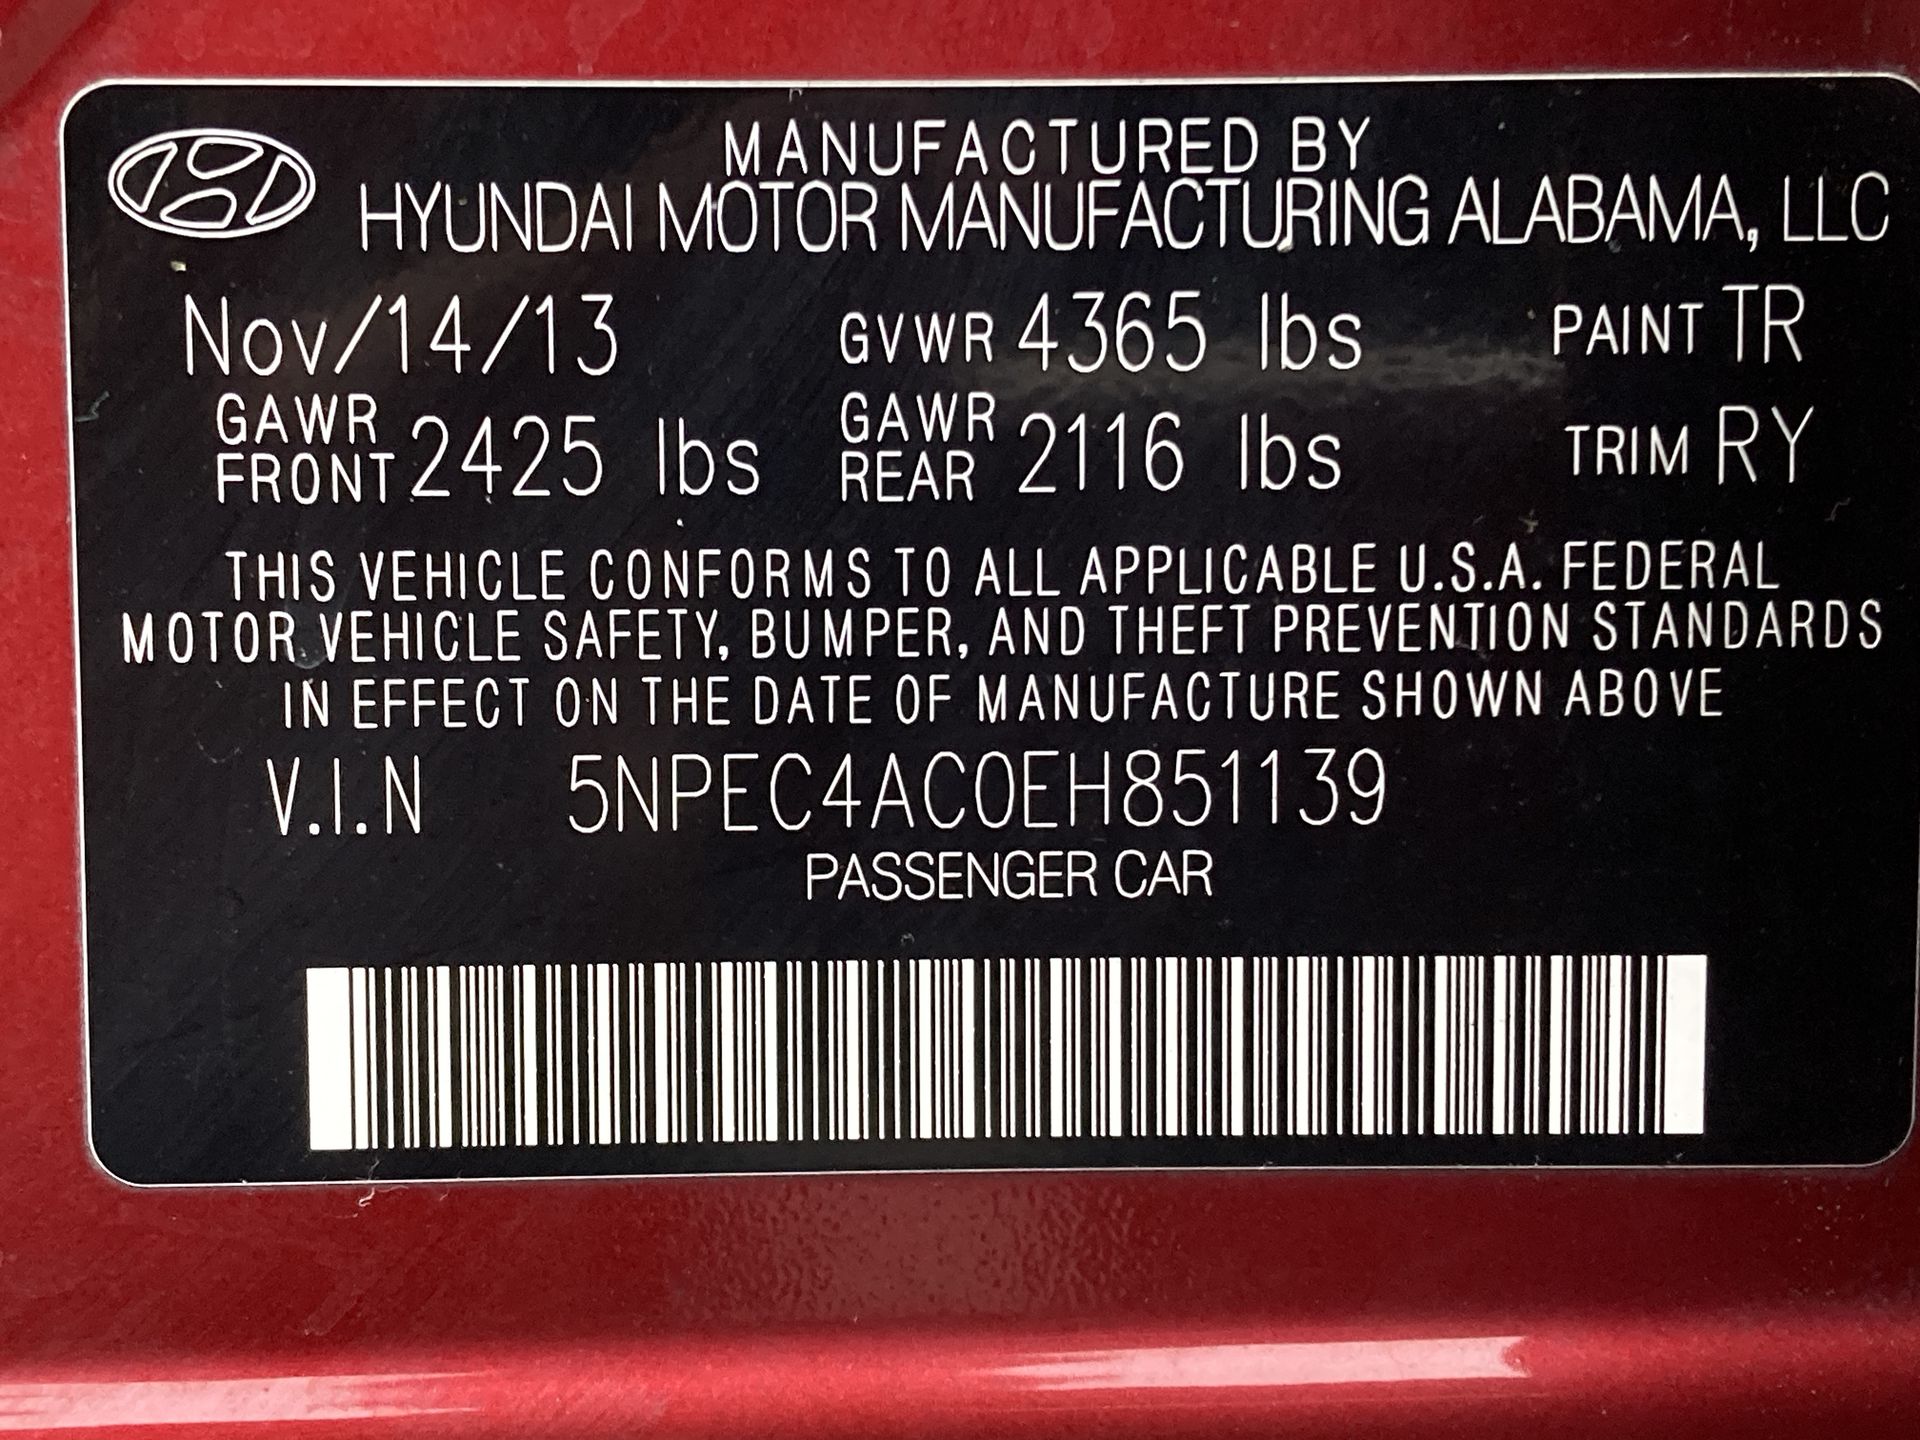 MANUFACTURED BY
HYUNDAI MOTOR MANUFACTURING ALABAMA, LLC
Nov/14/13 GVWR 4365 lbs PAINT TR
GAWR FRONT 2425 lbs GAWR REAR 2116 lbs TRIM RY
THIS VEHICLE CONFORMS TO ALL APPLICABLE U.S.A. FEDERAL
MOTOR VEHICLE SAFETY, BUMPER, AND THEFT PREVENTION STANDARDS
IN EFFECT ON THE DATE OF MANUFACTURE SHOWN ABOVE
V.I.N 5NPEC4AC0EH851139
PASSENGER CAR